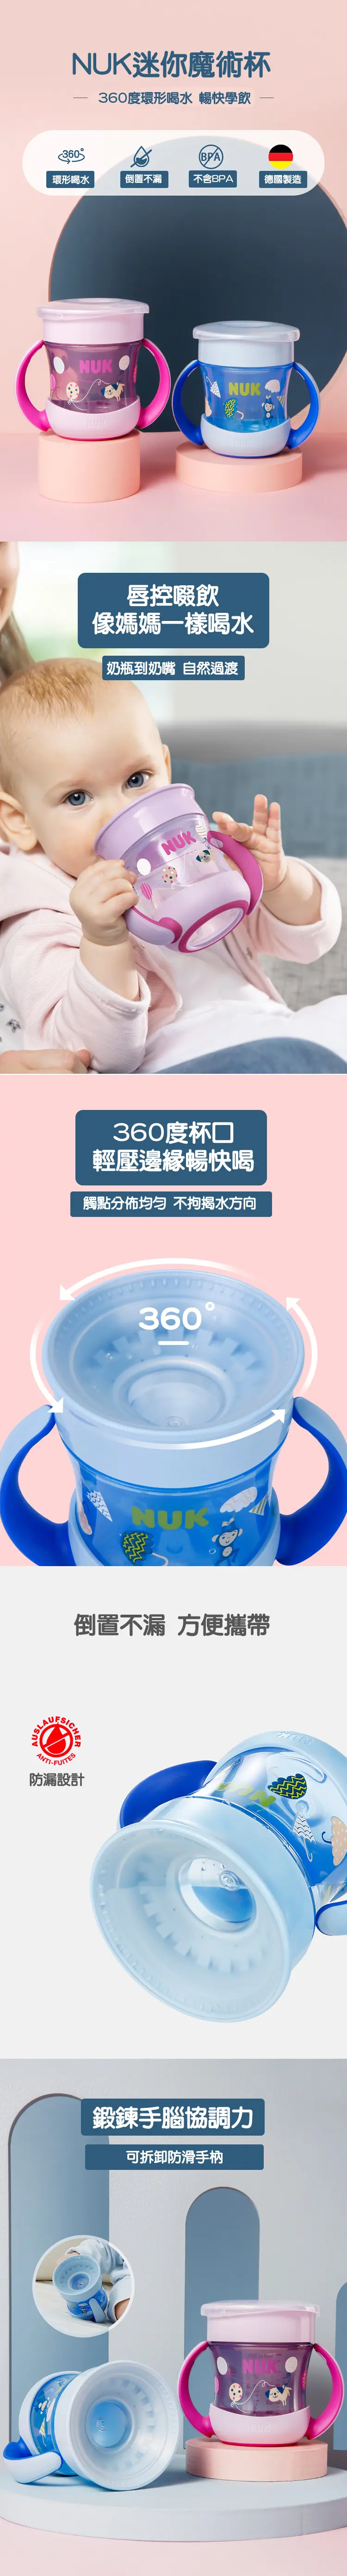 NUK迷你魔術杯
360度環形喝水 暢快學飲
360°
BPA
環形喝水
倒置不漏
不含BPA
德國製造
NUK
NUK
唇控啜飲
像媽媽一樣喝水
奶瓶到奶嘴 自然過渡
NUK
360度杯口
輕壓邊緣暢快喝
觸點分佈均勻 不拘揭水方向
360°
NUK
倒置不漏 方便攜帶
AUSLAUFSICHER
ANTI-FUITES
防漏設計
鍛鍊手腦協調力
可拆卸防滑手枘
NUK